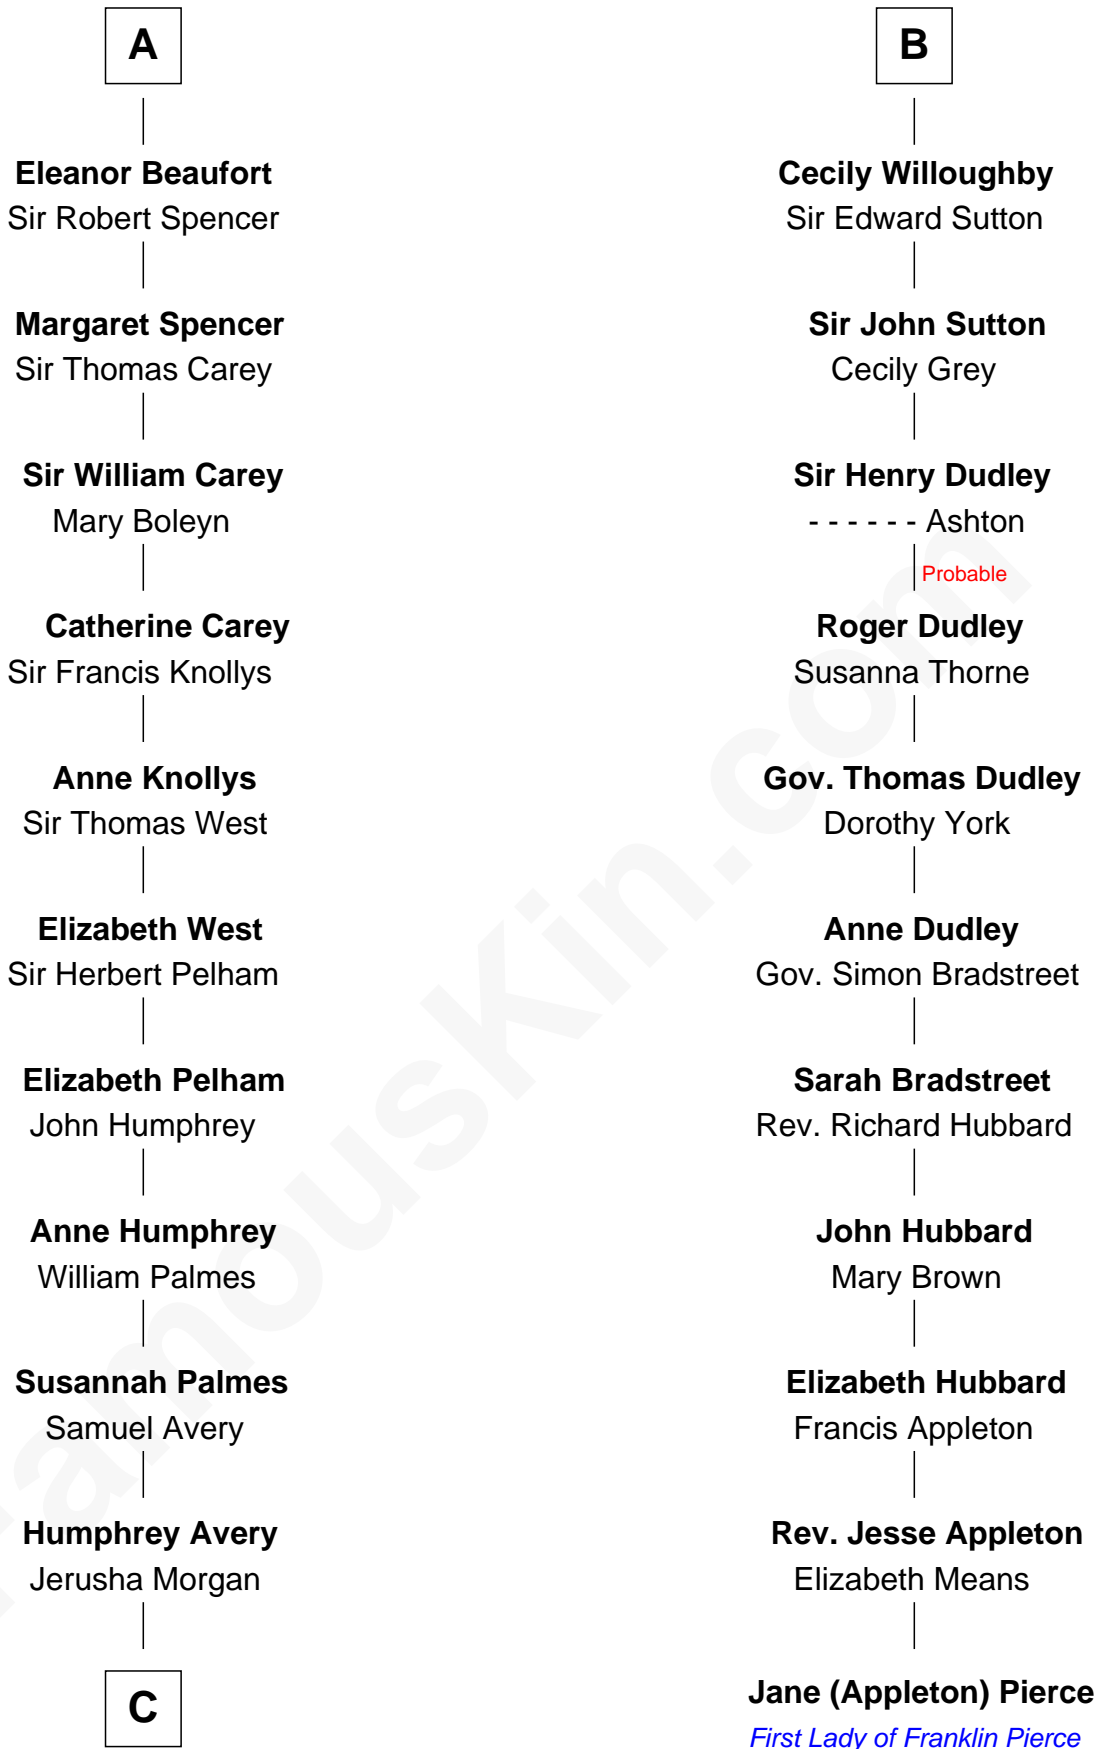 A
Eleanor Beaufort
Sir Robert Spencer
Margaret Spencer
Sir Thomas Carey
Sir William Carey
Mary Boleyn
Catherine Carey
Sir Francis Knollys
Anne Knollys
Sir Thomas West
Elizabeth West
Sir Herbert Pelham
Elizabeth Pelham
John Humphrey
Anne Humphrey
William Palmes
Susannah Palmes
Samuel Avery
Humphrey Avery
Jerusha Morgan
C
B
Cecily Willoughby
Sir Edward Sutton
Sir John Sutton
Cecily Grey
Sir Henry Dudley
- - - - - - Ashton
Probable
Roger Dudley
Susanna Thorne
Gov. Thomas Dudley
Dorothy York
Anne Dudley
Gov. Simon Bradstreet
Sarah Bradstreet
Rev. Richard Hubbard
John Hubbard
Mary Brown
Elizabeth Hubbard
Francis Appleton
Rev. Jesse Appleton
Elizabeth Means
Jane (Appleton) Pierce
First Lady of Franklin Pierce
FamousKin.com